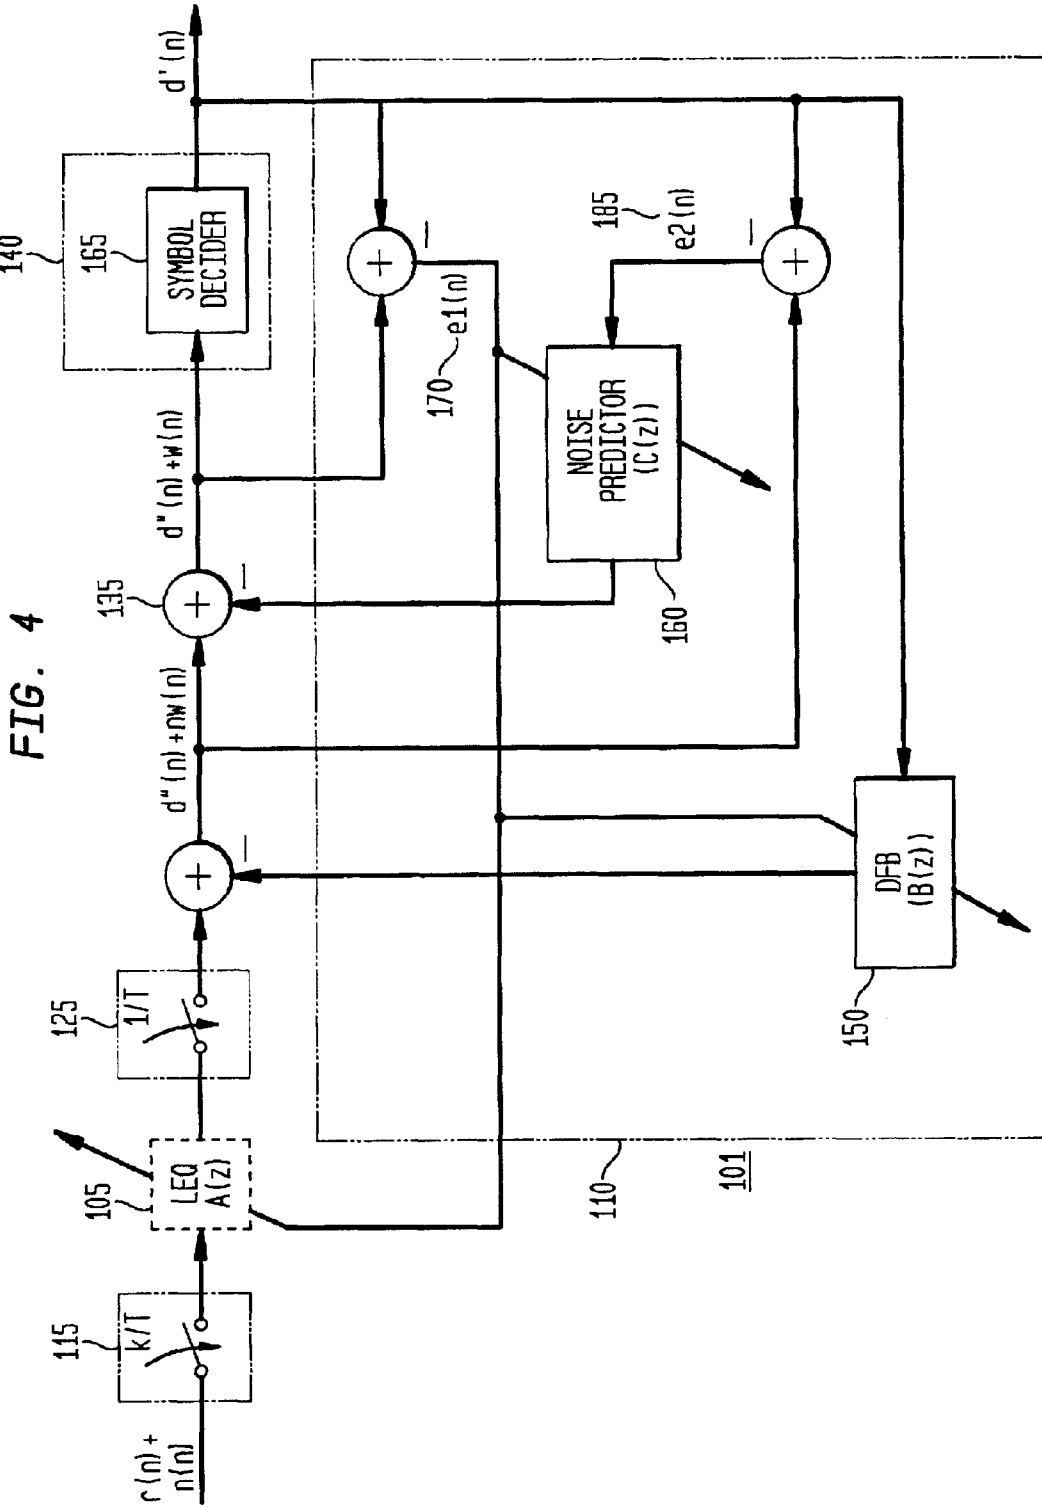 FIG. 4
r(n)+
n(n)
115
k/T
105
LEQ
A(z)
125
1/T
d"(n)+nw(n)
135
d"(n)+w(n)
140
165
SYMBOL
DECIDER
d'(n)
+
−
+
−
+
−
170
e1(n)
185
e2(n)
+
−
NOISE
PREDICTOR
(C(z))
160
DFB
(B(z))
150
110
101